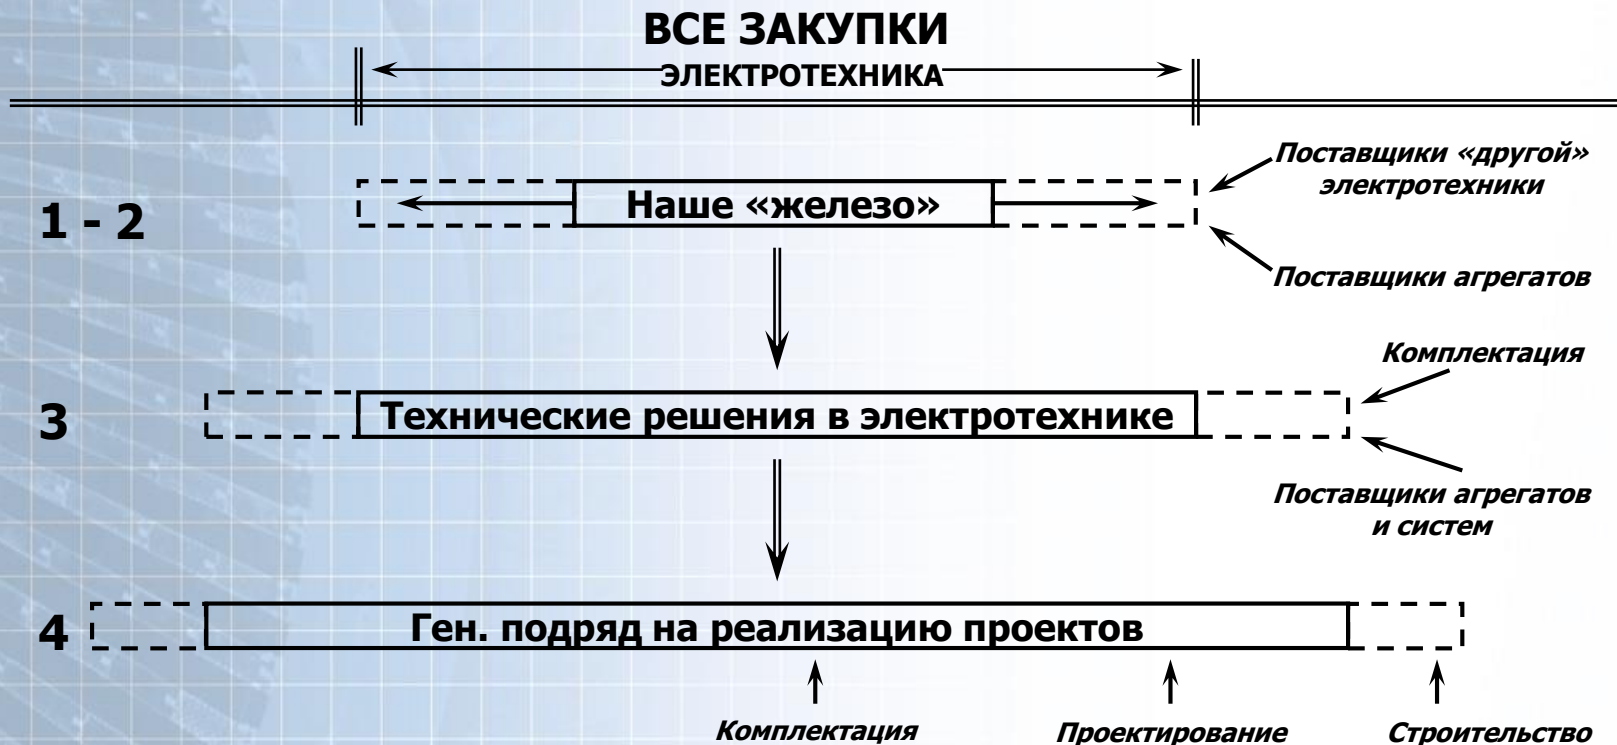 ВСЕ ЗАКУПКИ
ЭЛЕКТРОТЕХНИКА
Поставщики «другой»
электротехники
1 - 2
Наше «железо»
Поставщики агрегатов
Комплектация
3
Технические решения в электротехнике
Поставщики агрегатов
и систем
4
Ген. подряд на реализацию проектов
Комплектация
Проектирование
Строительство